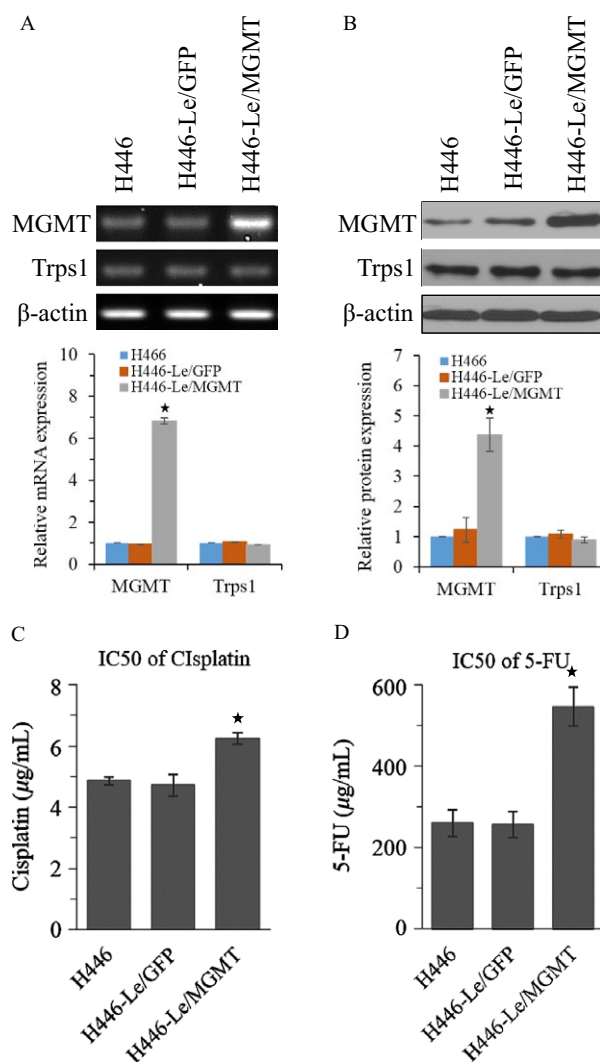 A
H446
H446-Le/GFP
H446-Le/MGMT
MGMT
Trps1
β-actin
Relative mRNA expression
10
8
6
4
2
0
H466
H446-Le/GFP
H446-Le/MGMT
★
MGMT
Trps1
B
H446
H446-Le/GFP
H446-Le/MGMT
MGMT
Trps1
β-actin
Relative protein expression
7
6
5
4
3
2
1
0
H466
H446-Le/GFP
H446-Le/MGMT
★
MGMT
Trps1
C
IC50 of CIsplatin
Cisplatin (µg/mL)
8
6
4
2
0
★
H446
H446-Le/GFP
H446-Le/MGMT
D
IC50 of 5-FU
5-FU (µg/mL)
600
400
200
0
★
H446
H446-Le/GFP
H446-Le/MGMT